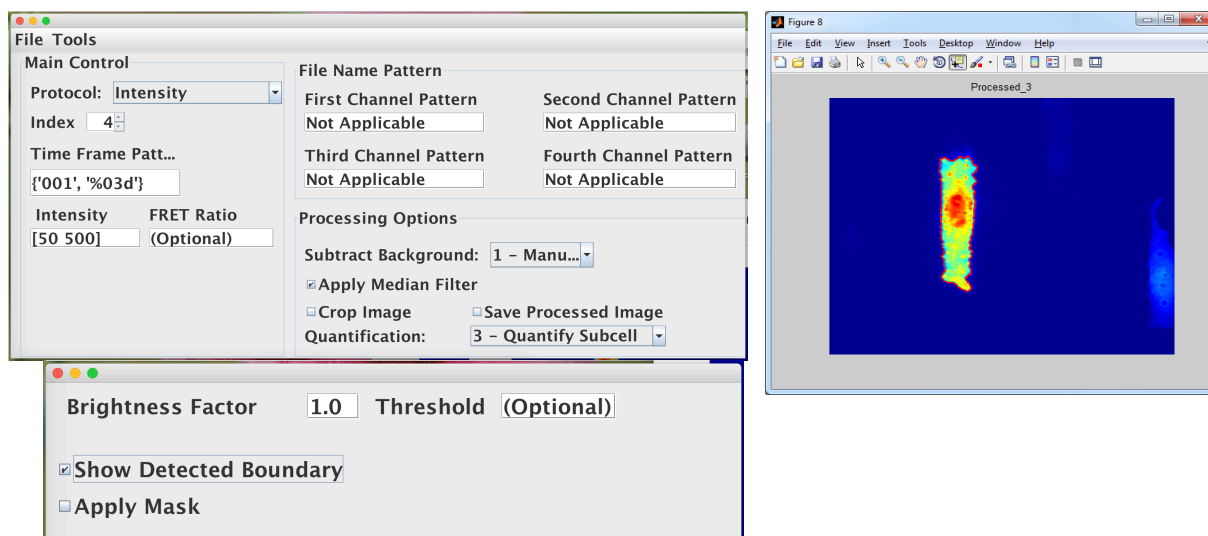 File Tools
Main Control
Protocol: Intensity
Index 4
Time Frame Patt...
{'001', '%03d'}
Intensity FRET Ratio
[50 500] (Optional)
File Name Pattern
First Channel Pattern Second Channel Pattern
Not Applicable Not Applicable
Third Channel Pattern Fourth Channel Pattern
Not Applicable Not Applicable
Processing Options
Subtract Background: 1 - Manu...
Apply Median Filter
Crop Image Save Processed Image
Quantification: 3 - Quantify Subcell
Brightness Factor 1.0 Threshold (Optional)
Show Detected Boundary
Apply Mask
Figure 8
File Edit View Insert Tools Desktop Window Help
Processed_3